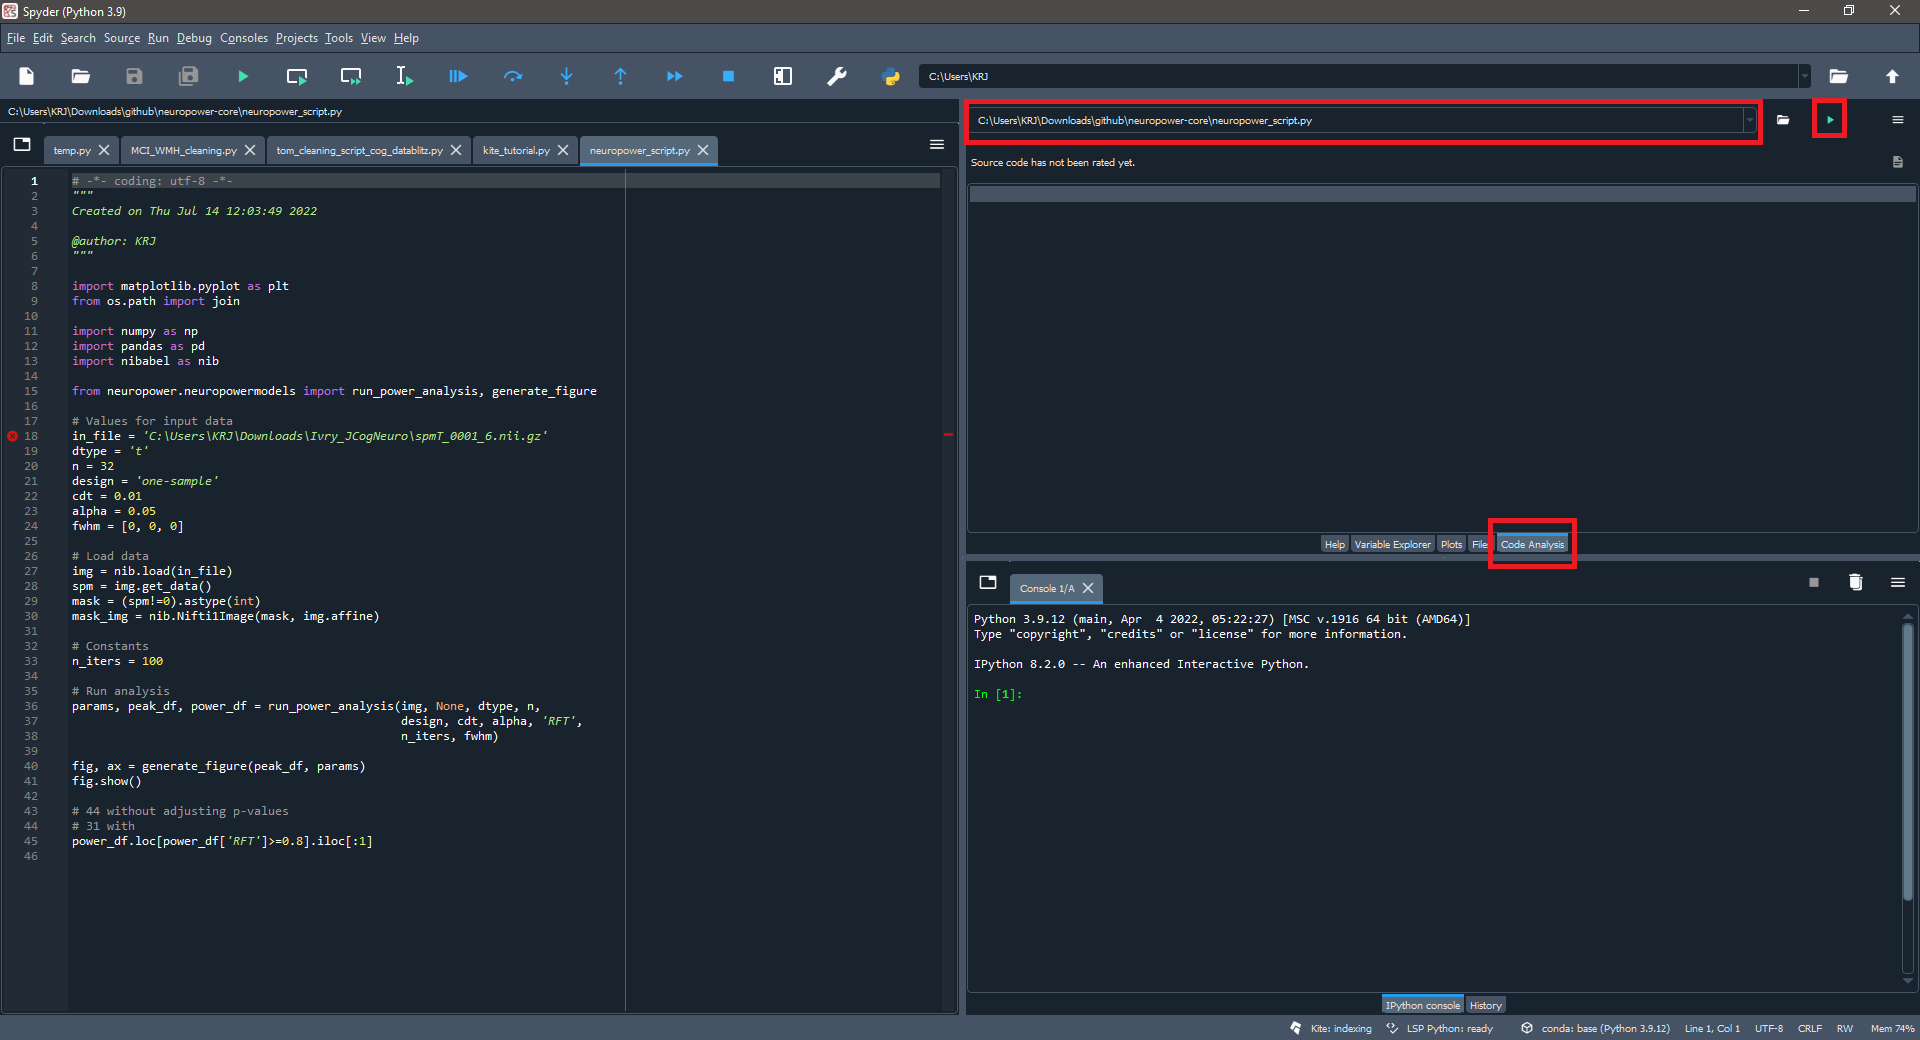 Spyder (Python 3.9)
File Edit Search Source Run Debug Consoles Projects Tools View Help
C:\Users\KRJ
C:\Users\KRJ\Downloads\github\neuropower-core\neuropower_script.py
temp.py MCI_WMH_cleaning.py tom_cleaning_script_cog_datablitz.py kite_tutorial.py neuropower_script.py
1 # -*- coding: utf-8 -*-
2 """
3 Created on Thu Jul 14 12:03:49 2022
4
5 @author: KRJ
6 """
7
8 import matplotlib.pyplot as plt
9 from os.path import join
10
11 import numpy as np
12 import pandas as pd
13 import nibabel as nib
14
15 from neuropower.neuropowermodels import run_power_analysis, generate_figure
16
17 # Values for input data
18 in_file = 'C:\Users\KRJ\Downloads\Ivry_JCogNeuro\spmT_0001_6.nii.gz'
19 dtype = 't'
20 n = 32
21 design = 'one-sample'
22 cdt = 0.01
23 alpha = 0.05
24 fwhm = [0, 0, 0]
25
26 # Load data
27 img = nib.load(in_file)
28 spm = img.get_data()
29 mask = (spm!=0).astype(int)
30 mask_img = nib.Nifti1Image(mask, img.affine)
31
32 # Constants
33 n_iters = 100
34
35 # Run analysis
36 params, peak_df, power_df = run_power_analysis(img, None, dtype, n,
37 design, cdt, alpha, 'RFT',
38 n_iters, fwhm)
39
40 fig, ax = generate_figure(peak_df, params)
41 fig.show()
42
43 # 44 without adjusting p-values
44 # 31 with
45 power_df.loc[power_df['RFT']>=0.8].iloc[:1]
46
C:\Users\KRJ\Downloads\github\neuropower-core\neuropower_script.py
Source code has not been rated yet.
Help Variable Explorer Plots Files Code Analysis
Console 1/A
Python 3.9.12 (main, Apr  4 2022, 05:22:27) [MSC v.1916 64 bit (AMD64)]
Type "copyright", "credits" or "license" for more information.
IPython 8.2.0 -- An enhanced Interactive Python.
In [1]:
IPython console History
Kite: indexing LSP Python: ready conda: base (Python 3.9.12) Line 1, Col 1 UTF-8 CRLF RW Mem 74%